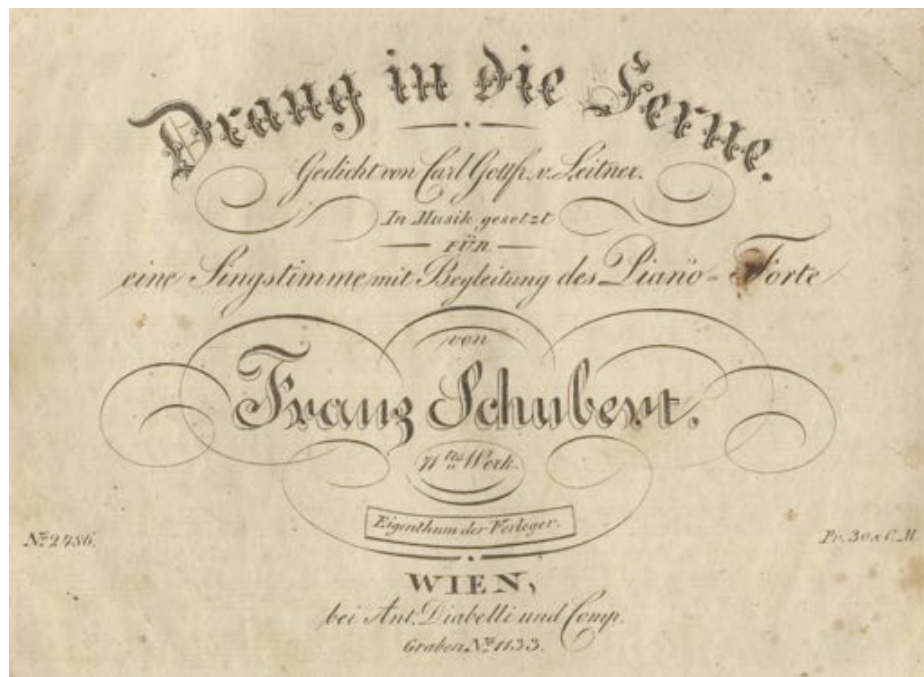 Drang in die Ferne.
Gedicht von Carl Gottfr. v. Leitner.
In Musik gesetzt
FÜR
eine Singstimme mit Begleitung des Piano-Forte
von
Franz Schubert.
71tes Werk.
Eigenthum der Verleger.
No 2486. Pr. 30 x C.M.
WIEN,
bei Ant. Diabelli und Comp.
Graben No 1133.